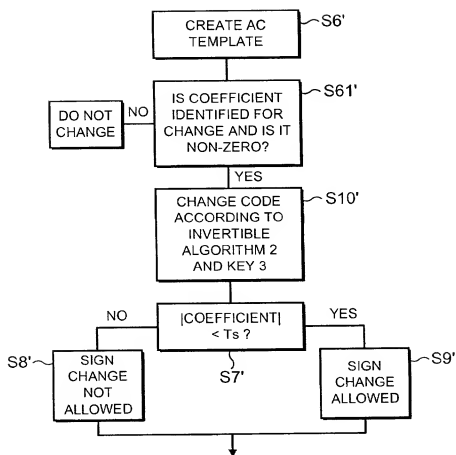 CREATE AC
TEMPLATE
S6'
IS COEFFICIENT
IDENTIFIED FOR
CHANGE AND IS IT
NON-ZERO?
S61'
NO
DO NOT
CHANGE
YES
CHANGE CODE
ACCORDING TO
INVERTIBLE
ALGORITHM 2
AND KEY 3
S10'
|COEFFICIENT|
< Ts ?
S7'
NO
YES
S8'
SIGN
CHANGE
NOT
ALLOWED
SIGN
CHANGE
ALLOWED
S9'